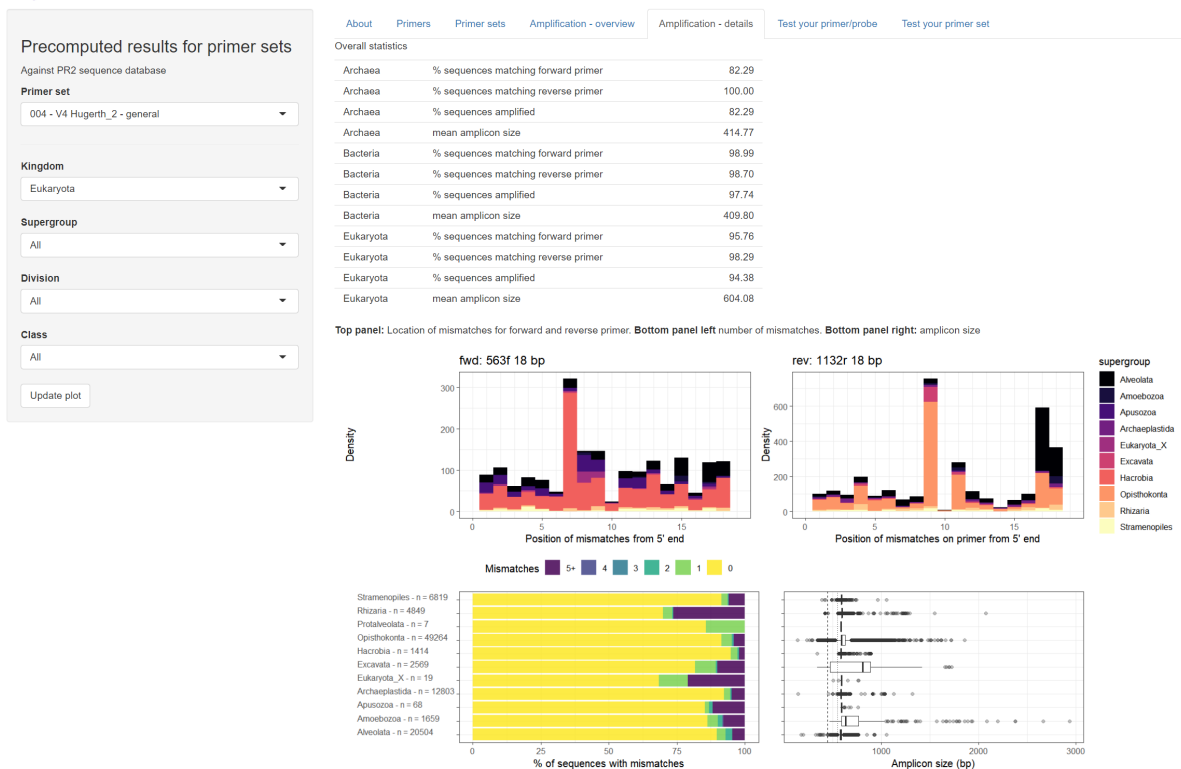 Precomputed results for primer sets
Against PR2 sequence database
Primer set
004 - V4 Hugerth_2 - general
Kingdom
Eukaryota
Supergroup
All
Division
All
Class
All
Update plot
About Primers Primer sets Amplification - overview Amplification - details Test your primer/probe Test your primer set
Overall statistics
Archaea % sequences matching forward primer 82.29
Archaea % sequences matching reverse primer 100.00
Archaea % sequences amplified 82.29
Archaea mean amplicon size 414.77
Bacteria % sequences matching forward primer 98.99
Bacteria % sequences matching reverse primer 98.70
Bacteria % sequences amplified 97.74
Bacteria mean amplicon size 409.80
Eukaryota % sequences matching forward primer 95.76
Eukaryota % sequences matching reverse primer 98.29
Eukaryota % sequences amplified 94.38
Eukaryota mean amplicon size 604.08
Top panel: Location of mismatches for forward and reverse primer. Bottom panel left number of mismatches. Bottom panel right: amplicon size
fwd: 563f 18 bp
Density
300
200
100
0
5 10 15
Position of mismatches from 5' end
rev: 1132r 18 bp
Density
600
400
200
0
5 10 15
Position of mismatches on primer from 5' end
supergroup
Alveolata
Amoebozoa
Apusozoa
Archaeplastida
Eukaryota_X
Excavata
Hacrobia
Opisthokonta
Rhizaria
Stramenopiles
Mismatches 5+ 4 3 2 1 0
Stramenopiles - n = 6819
Rhizaria - n = 4849
Protalveolata - n = 7
Opisthokonta - n = 49264
Hacrobia - n = 1414
Excavata - n = 2569
Eukaryota_X - n = 19
Archaeplastida - n = 12803
Apusozoa - n = 68
Amoebozoa - n = 1659
Alveolata - n = 20504
0 25 50 75 100
% of sequences with mismatches
1000 2000 3000
Amplicon size (bp)